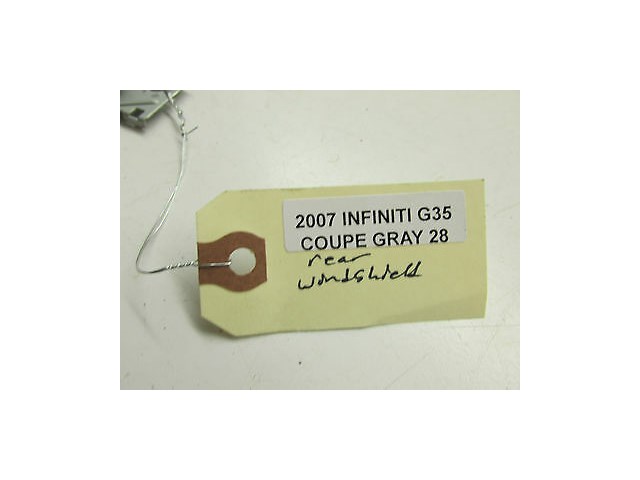 2007 INFINITI G35
COUPE GRAY 28
rear
windshield